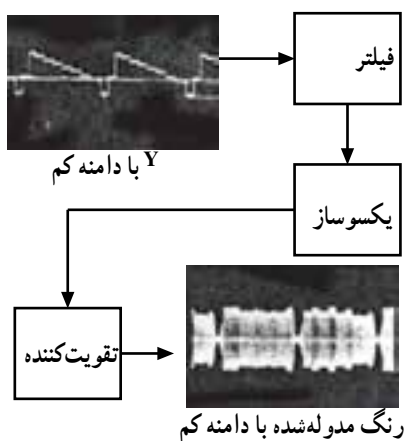 فیلتر
Y با دامنه کم
یکسوساز
تقویت‌کننده
رنگ مدوله‌شده با دامنه کم